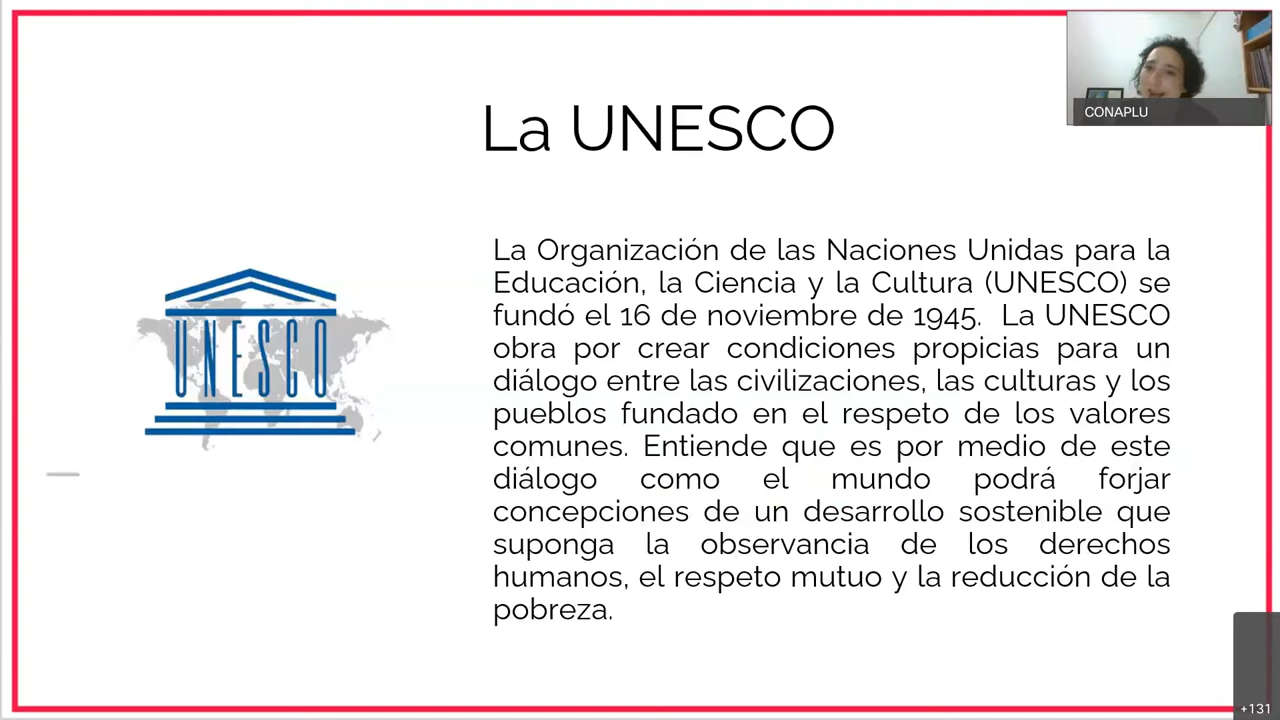 CONAPLU
La UNESCO
UNESCO
La Organización de las Naciones Unidas para la
Educación, la Ciencia y la Cultura (UNESCO) se
fundó el 16 de noviembre de 1945. La UNESCO
obra por crear condiciones propicias para un
diálogo entre las civilizaciones, las culturas y los
pueblos fundado en el respeto de los valores
comunes. Entiende que es por medio de este
diálogo como el mundo podrá forjar
concepciones de un desarrollo sostenible que
suponga la observancia de los derechos
humanos, el respeto mutuo y la reducción de la
pobreza.
+131